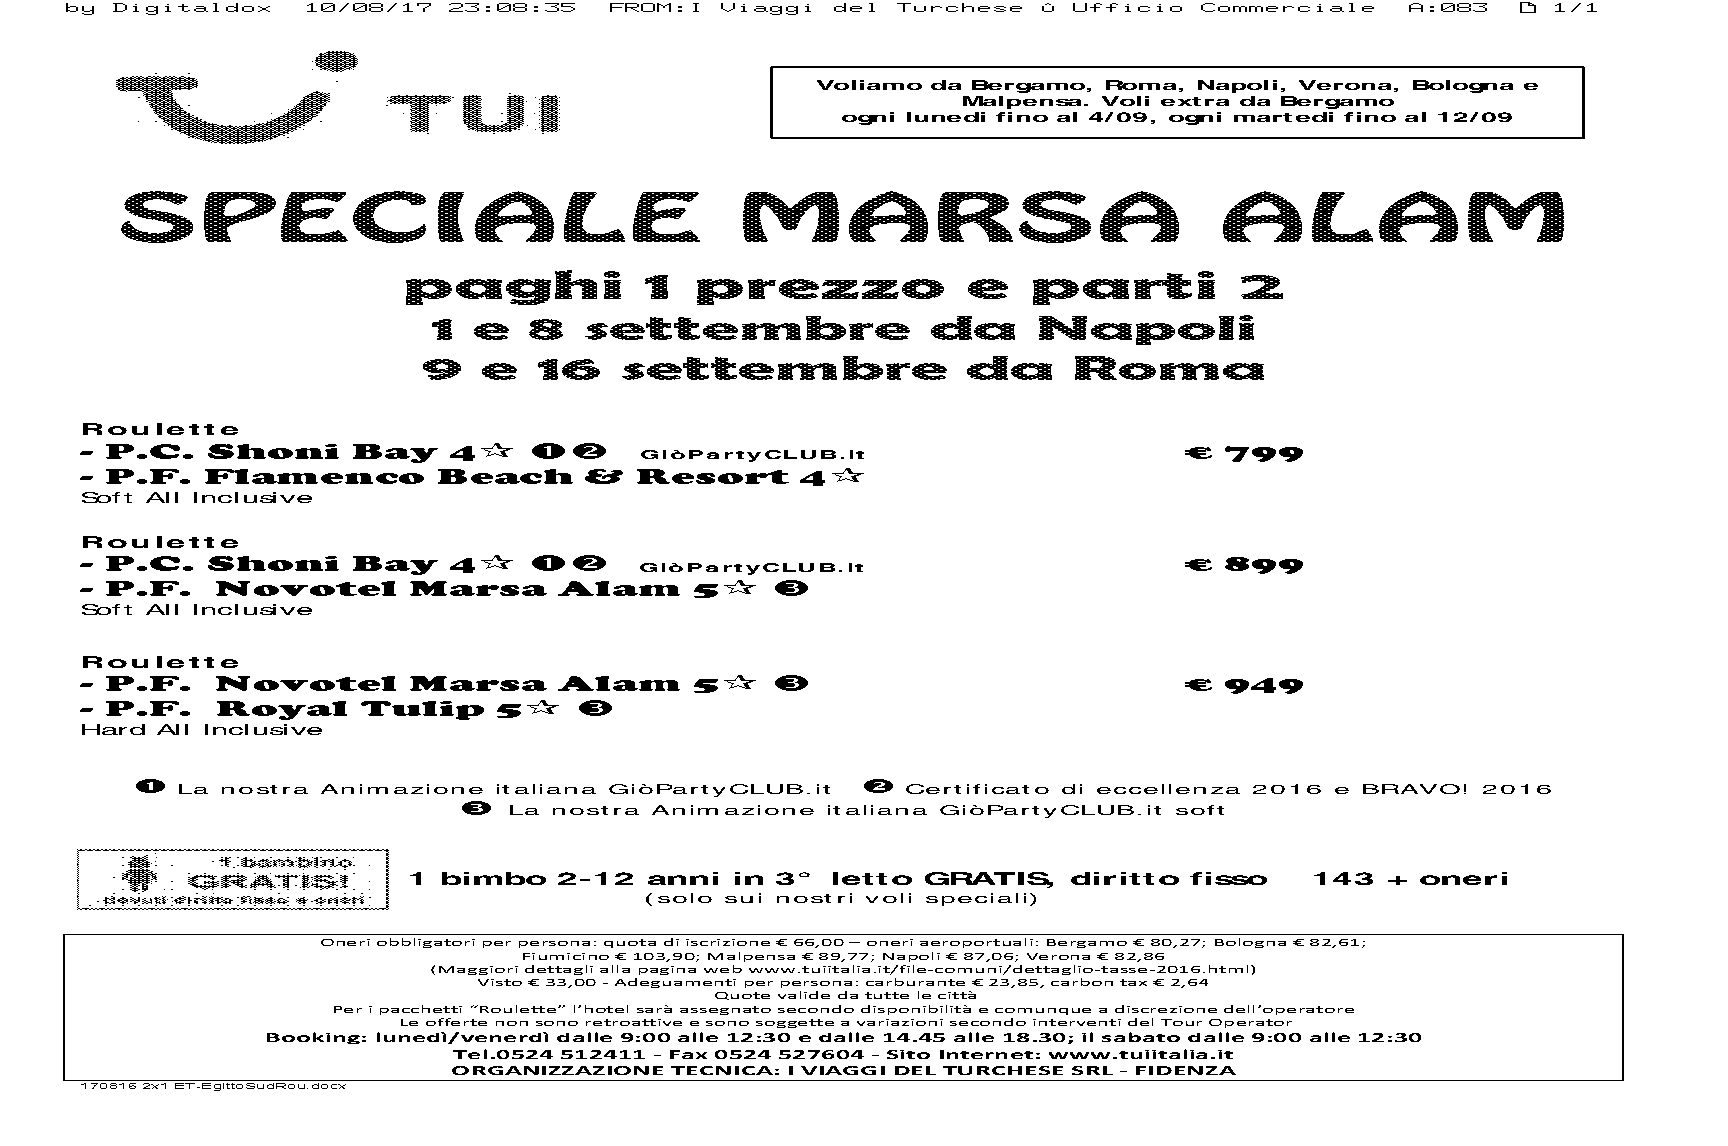 by Digitaldox 10/08/17 23:08:35 FROM:I Viaggi del Turchese û Ufficio Commerciale A:083 1/1
TUI
Voliamo da Bergamo, Roma, Napoli, Verona, Bologna e
Malpensa. Voli extra da Bergamo
ogni lunedi fino al 4/09, ogni martedi fino al 12/09
SPECIALE MARSA ALAM
paghi 1 prezzo e parti 2
1 e 8 settembre da Napoli
9 e 16 settembre da Roma
Roulette
- P.C. Shoni Bay 4☆ ❶❷ GiòPartyCLUB.it € 799
- P.F. Flamenco Beach & Resort 4☆
Soft All Inclusive
Roulette
- P.C. Shoni Bay 4☆ ❶❷ GiòPartyCLUB.it € 899
- P.F. Novotel Marsa Alam 5☆ ❸
Soft All Inclusive
Roulette
- P.F. Novotel Marsa Alam 5☆ ❸ € 949
- P.F. Royal Tulip 5☆ ❸
Hard All Inclusive
❶ La nostra Animazione italiana GiòPartyCLUB.it ❷ Certificato di eccellenza 2016 e BRAVO! 2016
❸ La nostra Animazione italiana GiòPartyCLUB.it soft
1 bambino
GRATIS!
Dovuti diritto fisso e oneri
1 bimbo 2-12 anni in 3° letto GRATIS, diritto fisso 143 + oneri
(solo sui nostri voli speciali)
Oneri obbligatori per persona: quota di iscrizione € 66,00 – oneri aeroportuali: Bergamo € 80,27; Bologna € 82,61;
Fiumicino € 103,90; Malpensa € 89,77; Napoli € 87,06; Verona € 82,86
(Maggiori dettagli alla pagina web www.tuiitalia.it/file-comuni/dettaglio-tasse-2016.html)
Visto € 33,00 - Adeguamenti per persona: carburante € 23,85, carbon tax € 2,64
Quote valide da tutte le città
Per i pacchetti “Roulette” l’hotel sarà assegnato secondo disponibilità e comunque a discrezione dell’operatore
Le offerte non sono retroattive e sono soggette a variazioni secondo interventi del Tour Operator
Booking: lunedì/venerdì dalle 9:00 alle 12:30 e dalle 14.45 alle 18.30; il sabato dalle 9:00 alle 12:30
Tel.0524 512411 - Fax 0524 527604 - Sito Internet: www.tuiitalia.it
ORGANIZZAZIONE TECNICA: I VIAGGI DEL TURCHESE SRL - FIDENZA
170816 2x1 ET-EgittoSudRou.docx